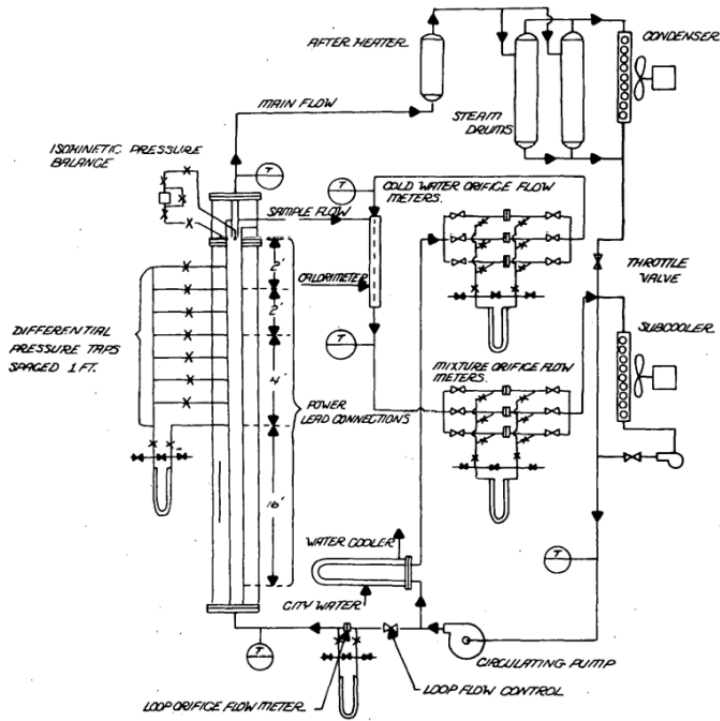 AFTER HEATER
CONDENSER
MAIN FLOW
STEAM
DRUMS
ISOKINETIC PRESSURE
BALANCE
T
T
COLD WATER ORIFICE FLOW
METERS.
SAMPLE FLOW
2'
CALORIMETER
THROTTLE
VALVE
2'
DIFFERENTIAL
PRESSURE TAPS
SPACED 1 FT.
T
SUBCOOLER
MIXTURE ORIFICE FLOW
METERS.
4'
POWER
LEAD CONNECTIONS
16'
WATER COOLER
T
CITY WATER
T
CIRCULATING PUMP
LOOP FLOW CONTROL
LOOP ORIFICE FLOW METER